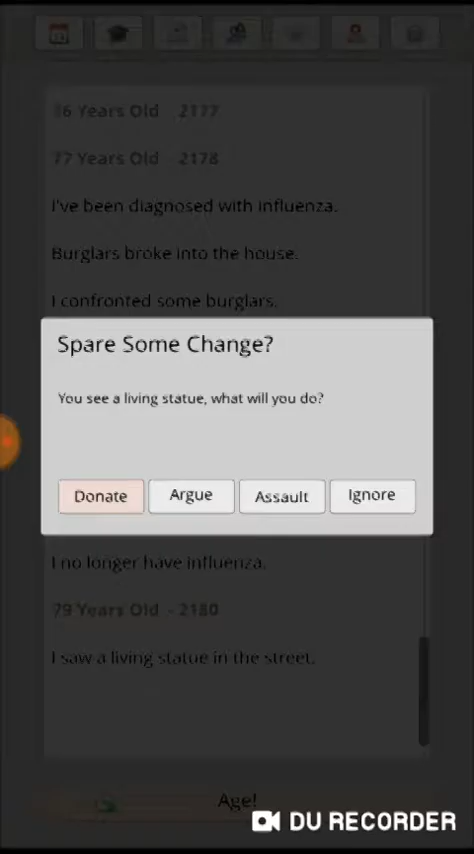 76 Years Old - 2177
77 Years Old - 2178
I've been diagnosed with influenza.
Burglars broke into the house.
I confronted some burglars.
Spare Some Change?
You see a living statue, what will you do?
Donate
Argue
Assault
Ignore
I no longer have influenza.
79 Years Old - 2180
I saw a living statue in the street.
Age!
DU RECORDER